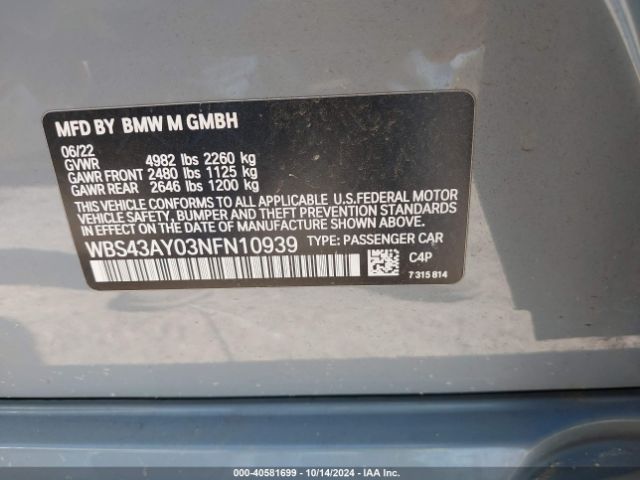 MFD BY BMW M GMBH
06/22
GVWR 4982 lbs 2260 kg
GAWR FRONT 2480 lbs 1125 kg
GAWR REAR 2646 lbs 1200 kg
THIS VEHICLE CONFORMS TO ALL APPLICABLE U.S.FEDERAL MOTOR
VEHICLE SAFETY, BUMPER AND THEFT PREVENTION STANDARDS IN
EFFECT ON THE DATE OF MANUFACTURE SHOWN ABOVE.
WBS43AY03NFN10939 TYPE: PASSENGER CAR
C4P
7 315 814
00-40581699 | 10/14/2024 | IAA Inc.